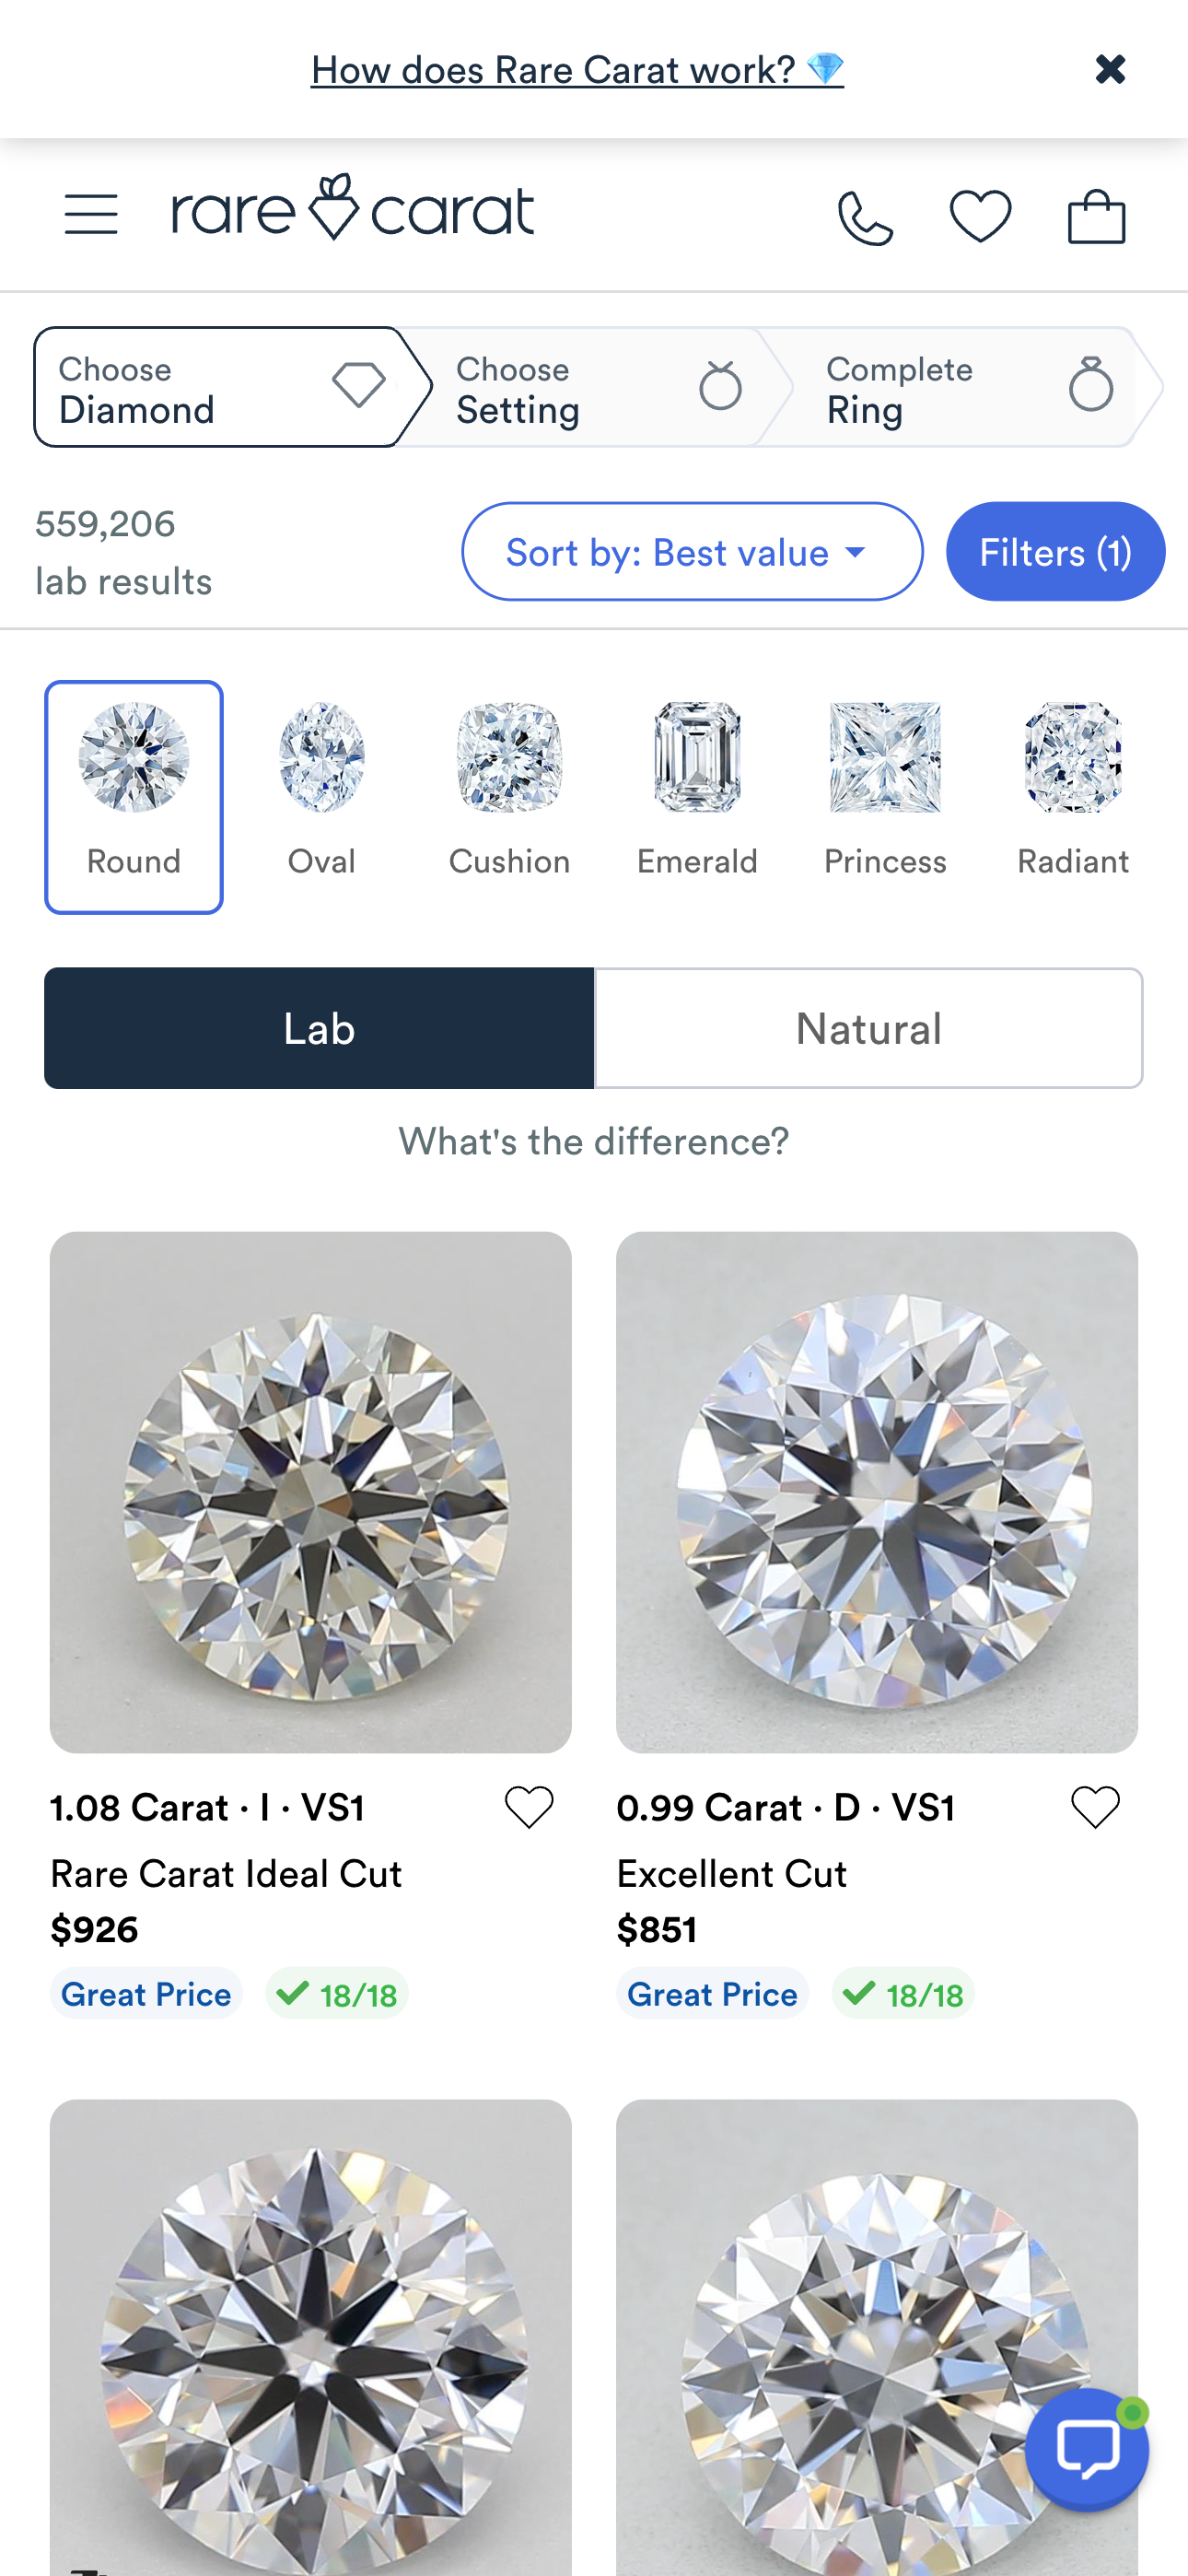 How does Rare Carat work? 💎
rare carat
Choose
Diamond
Choose
Setting
Complete
Ring
559,206
lab results
Sort by: Best value
Filters (1)
Round
Oval
Cushion
Emerald
Princess
Radiant
Lab
Natural
What's the difference?
1.08 Carat · I · VS1
Rare Carat Ideal Cut
$926
Great Price
18/18
0.99 Carat · D · VS1
Excellent Cut
$851
Great Price
18/18